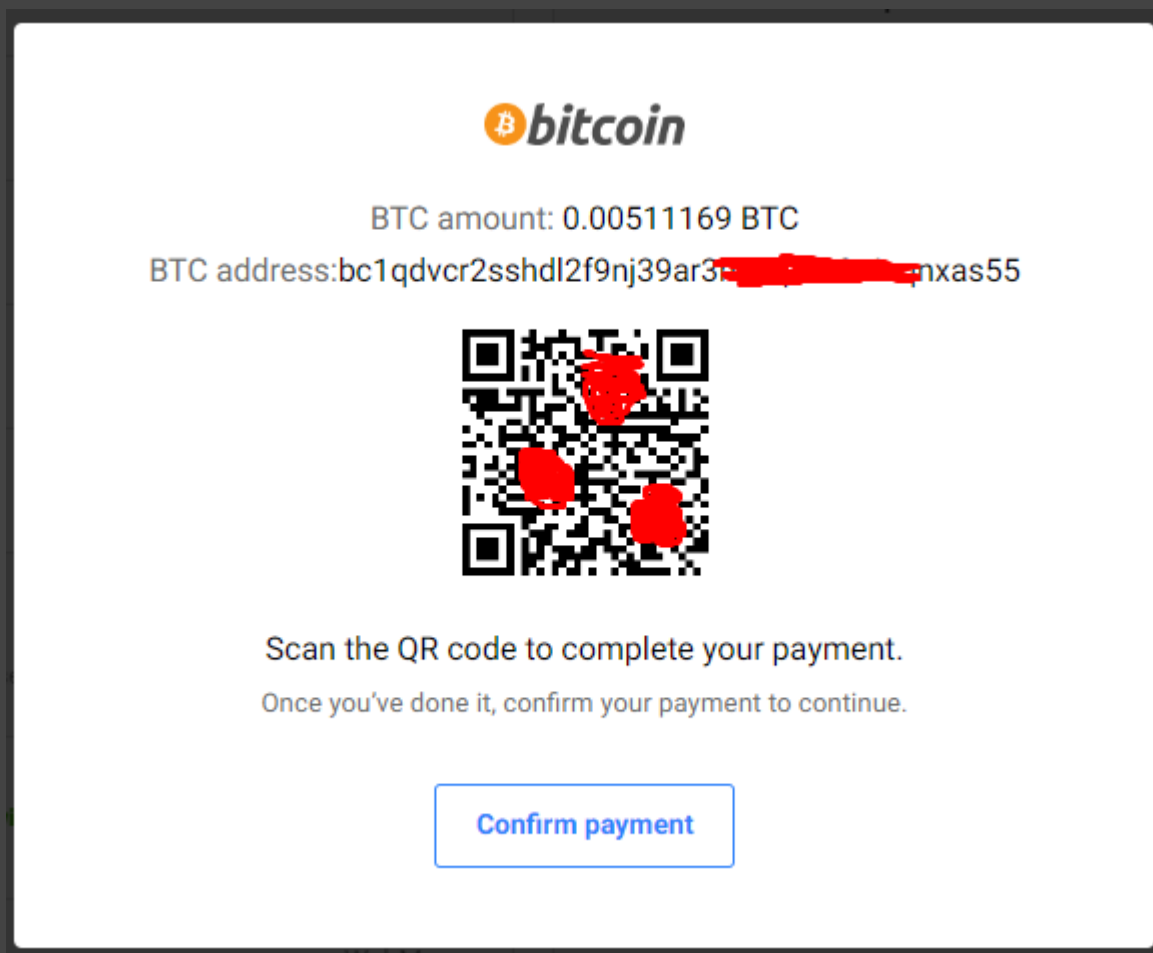 bitcoin
BTC amount: 0.00511169 BTC
BTC address:bc1qdvcr2sshdl2f9nj39ar3 nxas55
Scan the QR code to complete your payment.
Once you've done it, confirm your payment to continue.
Confirm payment